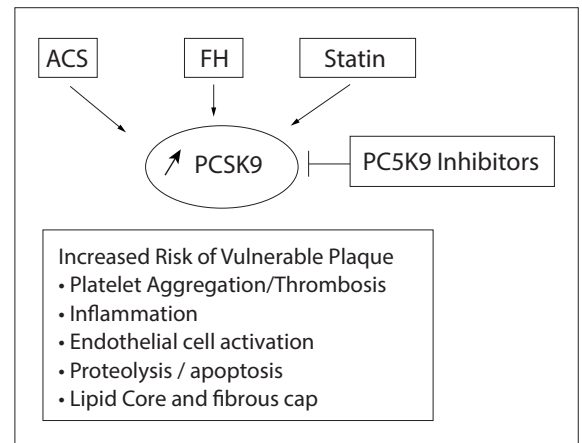 ACS
FH
Statin
PCSK9
PC5K9 Inhibitors
Increased Risk of Vulnerable Plaque
• Platelet Aggregation/Thrombosis
• Inflammation
• Endothelial cell activation
• Proteolysis / apoptosis
• Lipid Core and fibrous cap